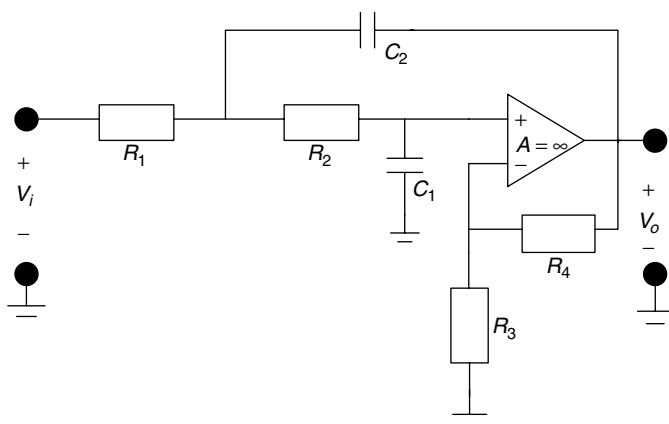 C2
R1
R2
+
A = ∞
−
C1
+
Vi
−
+
Vo
−
R4
R3